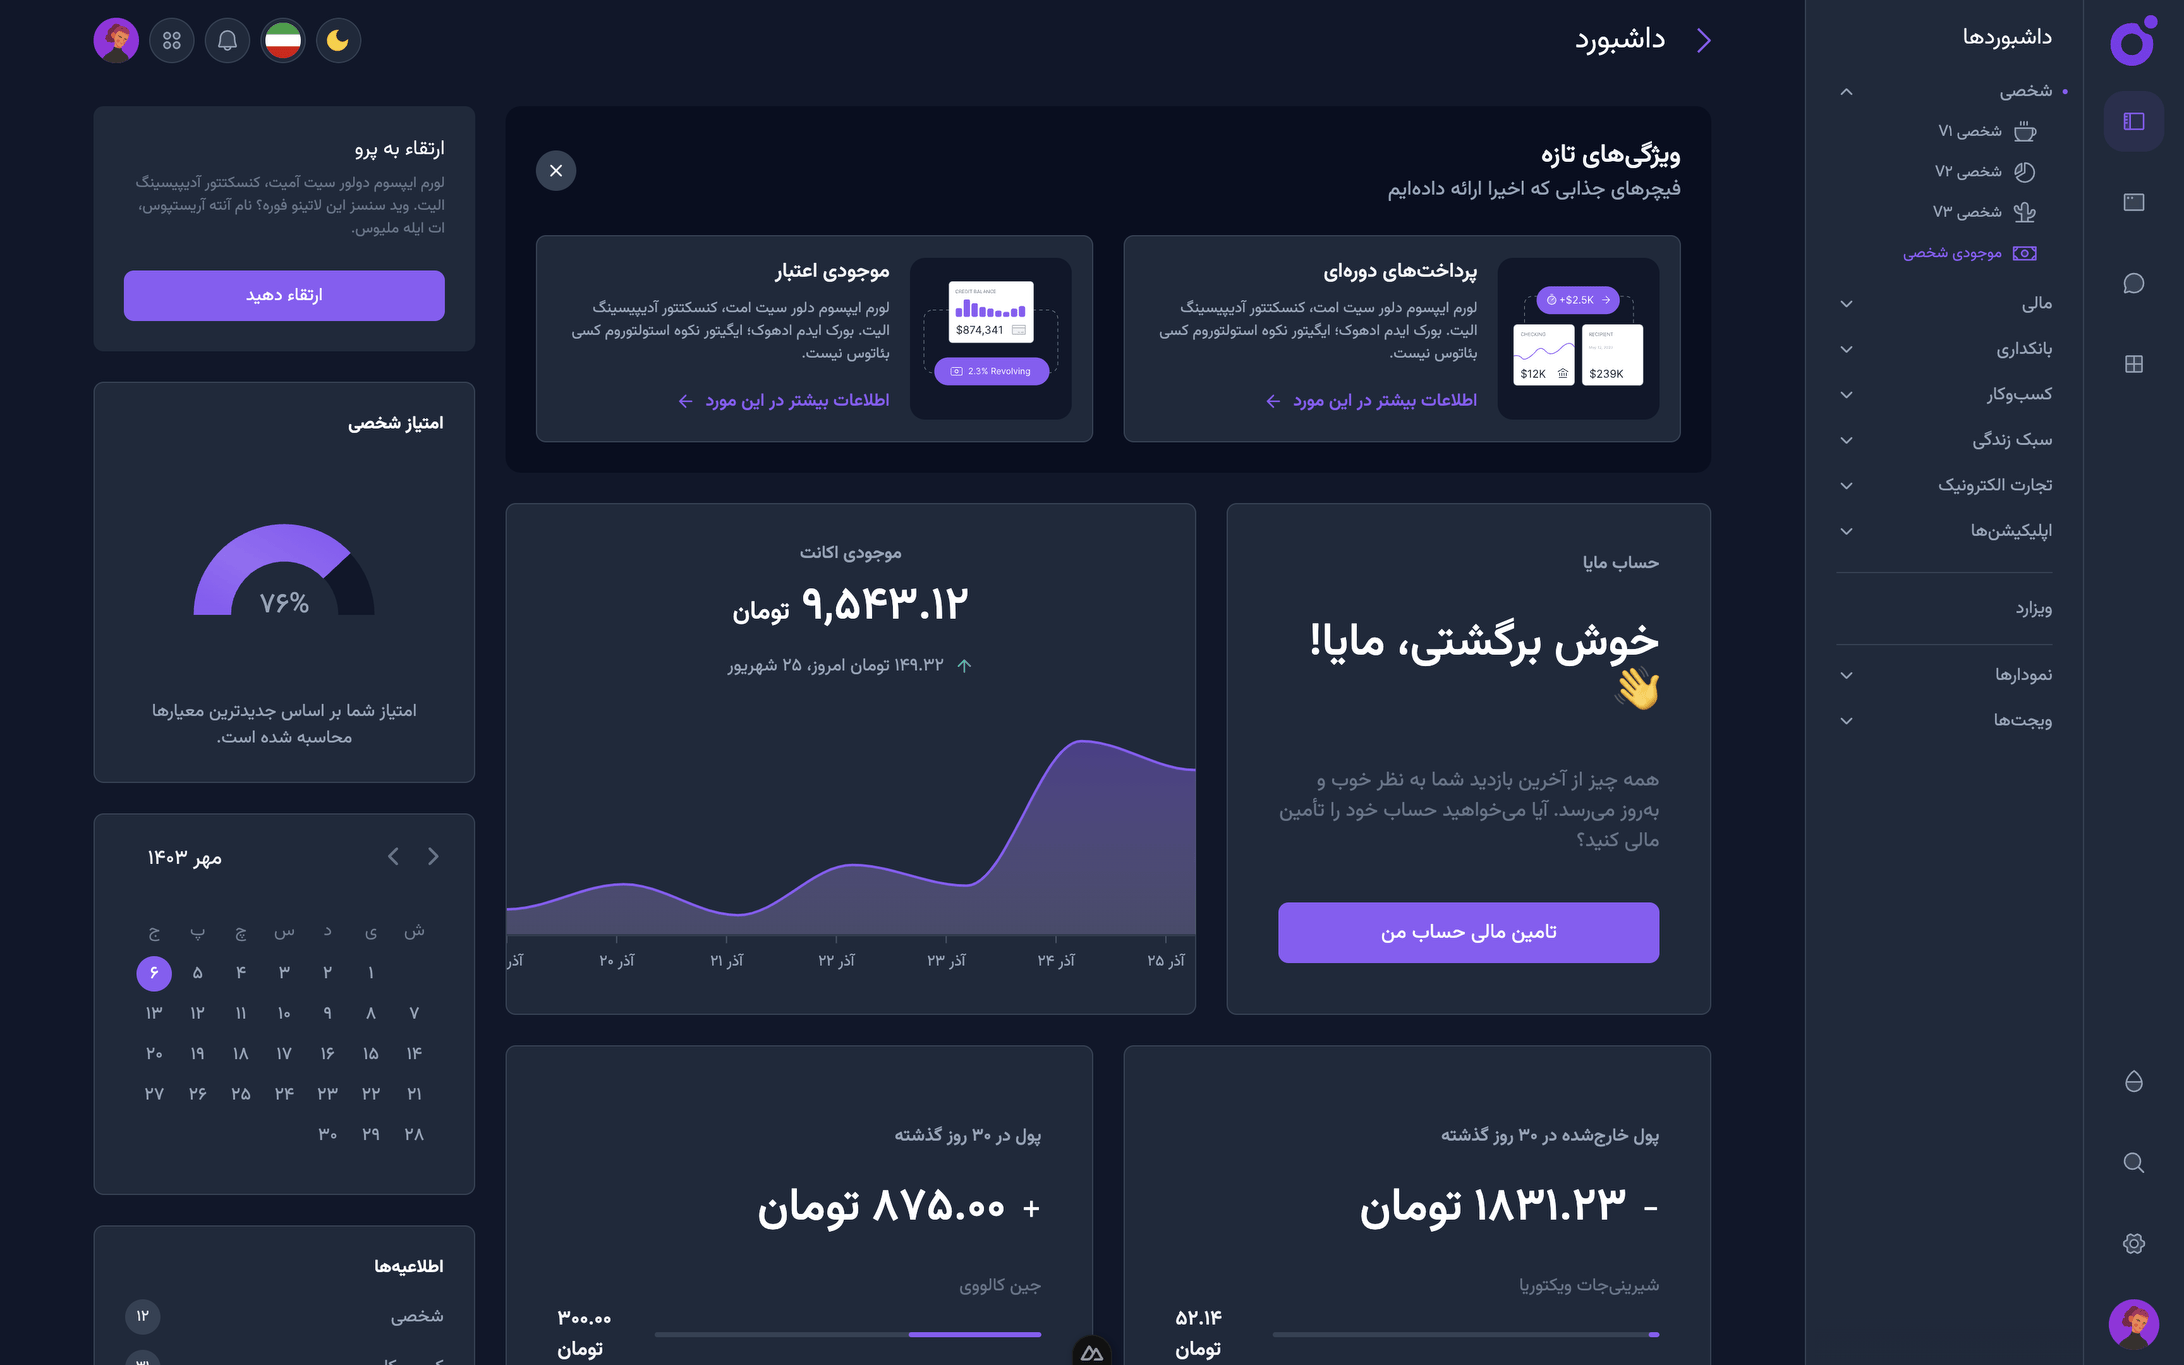 داشبوردها
شخصی
شخصی V۱
شخصی V۲
شخصی V۳
موجودی شخصی
مالی
بانکداری
کسب‌وکار
سبک زندگی
تجارت الکترونیک
اپلیکیشن‌ها
ویزارد
نمودارها
ویجت‌ها
داشبورد
ویژگی‌های تازه
فیچرهای جذابی که اخیرا ارائه داده‌ایم
+$2.5K
CHECKING
$12K
RECIPIENT
$239K
پرداخت‌های دوره‌ای
لورم ایپسوم دلور سیت امت، کنسکتتور آدیپیسینگ
الیت. بورک ایدم ادهوک؛ ایگیتور نکوه استولتوروم کسی
بئاتوس نیست.
اطلاعات بیشتر در این مورد
CREDIT BALANCE
$874,341
2.3% Revolving
موجودی اعتبار
لورم ایپسوم دلور سیت امت، کنسکتتور آدیپیسینگ
الیت. بورک ایدم ادهوک؛ ایگیتور نکوه استولتوروم کسی
بئاتوس نیست.
اطلاعات بیشتر در این مورد
حساب مایا
خوش برگشتی، مایا!
همه چیز از آخرین بازدید شما به نظر خوب و
به‌روز می‌رسد. آیا می‌خواهید حساب خود را تأمین
مالی کنید؟
تامین مالی حساب من
موجودی اکانت
۹,۵۴۳.۱۲ تومان
۱۴۹.۳۲ تومان امروز، ۲۵ شهریور
آذر
۲۰ آذر
۲۱ آذر
۲۲ آذر
۲۳ آذر
۲۴ آذر
۲۵ آذر
پول خارج‌شده در ۳۰ روز گذشته
- ۱۸۳۱.۲۳ تومان
شیرینی‌جات ویکتوریا
۵۲.۱۴
تومان
پول در ۳۰ روز گذشته
+ ۸۷۵.۰۰ تومان
جین کالووی
۳۰۰.۰۰
تومان
ارتقاء به پرو
لورم ایپسوم دولور سیت آمیت، کنسکتتور آدیپیسینگ
الیت. وید سنسز این لاتینو فوره؟ نام آنته آریستپوس،
ات ایله ملیوس.
ارتقاء دهید
امتیاز شخصی
۷۶%
امتیاز شما بر اساس جدیدترین معیارها
محاسبه شده است.
مهر ۱۴۰۳
ش ی د س چ پ ج
۱ ۲ ۳ ۴ ۵ ۶
۷ ۸ ۹ ۱۰ ۱۱ ۱۲ ۱۳
۱۴ ۱۵ ۱۶ ۱۷ ۱۸ ۱۹ ۲۰
۲۱ ۲۲ ۲۳ ۲۴ ۲۵ ۲۶ ۲۷
۲۸ ۲۹ ۳۰
اطلاعیه‌ها
شخصی
۱۲